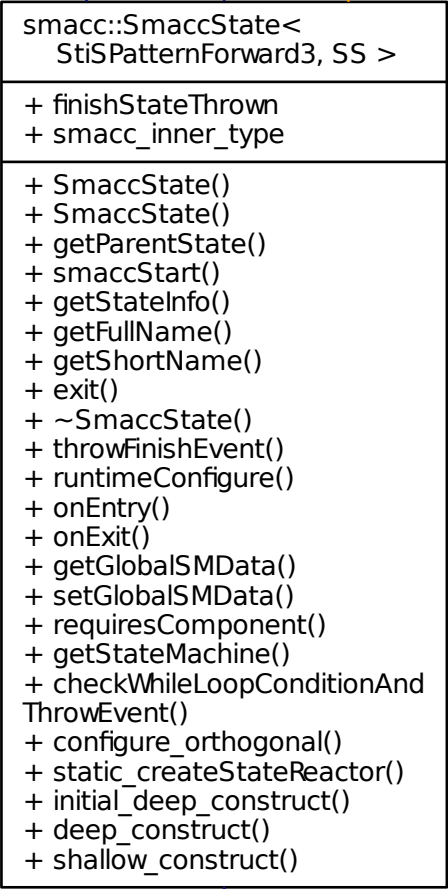 smacc::SmaccState<
StiSPatternForward3, SS >
+ finishStateThrown
+ smacc_inner_type
+ SmaccState()
+ SmaccState()
+ getParentState()
+ smaccStart()
+ getStateInfo()
+ getFullName()
+ getShortName()
+ exit()
+ ~SmaccState()
+ throwFinishEvent()
+ runtimeConfigure()
+ onEntry()
+ onExit()
+ getGlobalSMData()
+ setGlobalSMData()
+ requiresComponent()
+ getStateMachine()
+ checkWhileLoopConditionAnd
ThrowEvent()
+ configure_orthogonal()
+ static_createStateReactor()
+ initial_deep_construct()
+ deep_construct()
+ shallow_construct()